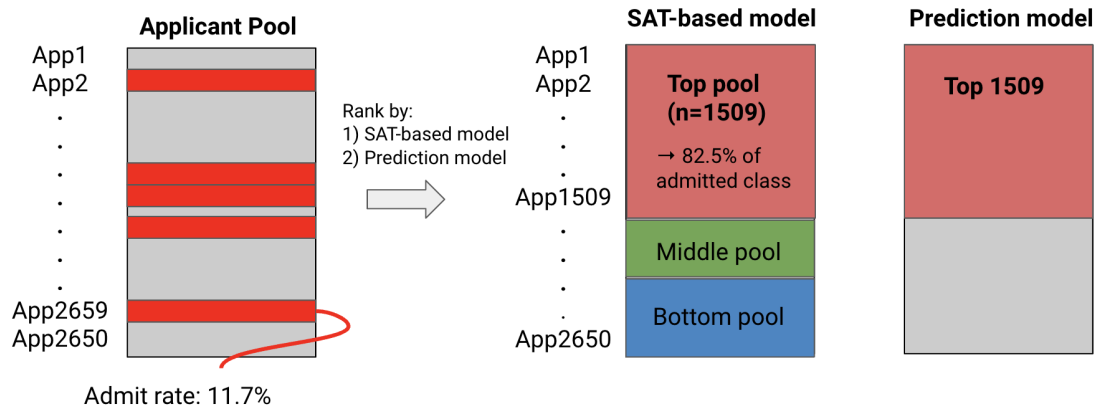 Applicant Pool
App1
App2
App2659
App2650
Admit rate: 11.7%
Rank by:
1) SAT-based model
2) Prediction model
SAT-based model
App1
App2
App1509
App2650
Top pool
(n=1509)
→ 82.5% of
admitted class
Middle pool
Bottom pool
Prediction model
Top 1509